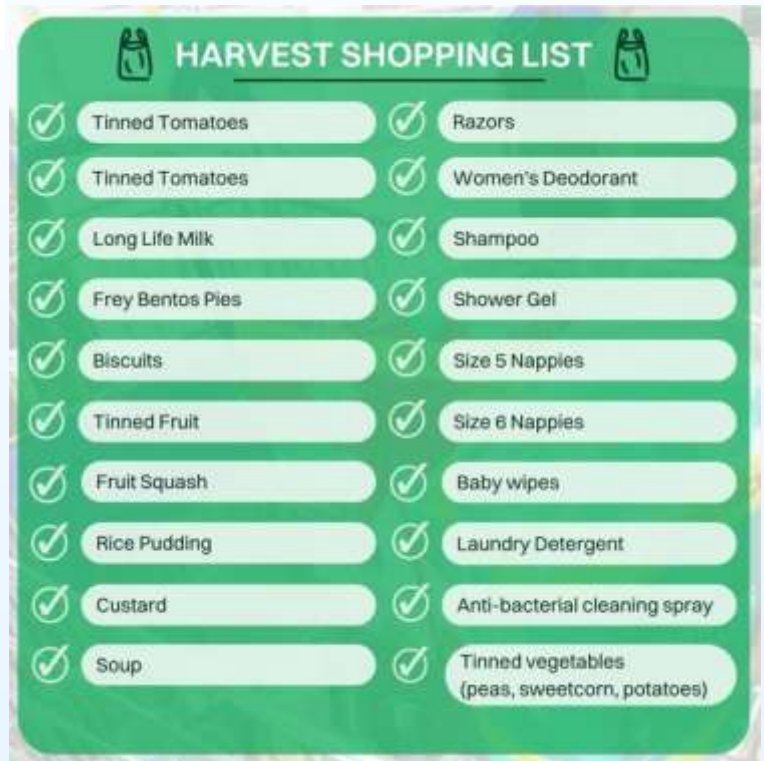 HARVEST SHOPPING LIST
Tinned Tomatoes
Tinned Tomatoes
Long Life Milk
Frey Bentos Pies
Biscuits
Tinned Fruit
Fruit Squash
Rice Pudding
Custard
Soup
Razors
Women's Deodorant
Shampoo
Shower Gel
Size 5 Nappies
Size 6 Nappies
Baby wipes
Laundry Detergent
Anti-bacterial cleaning spray
Tinned vegetables
(peas, sweetcorn, potatoes)